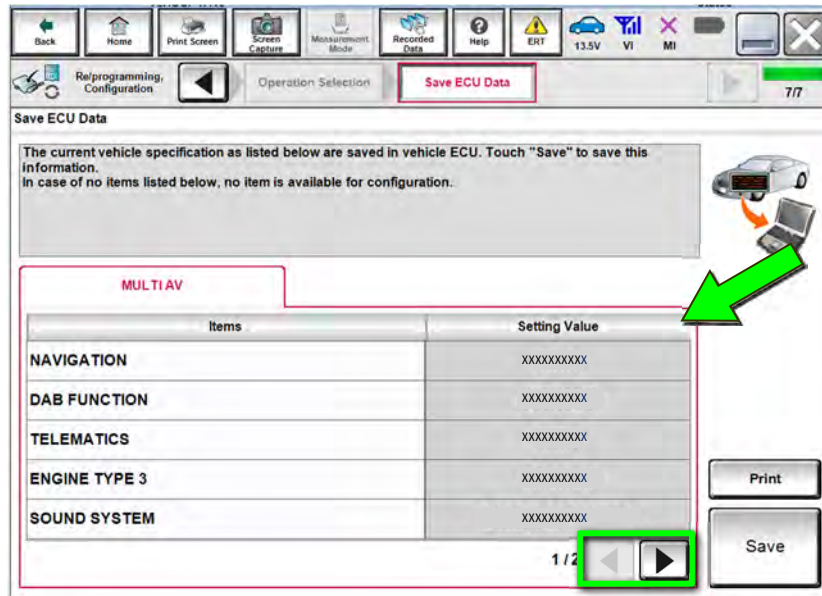 Back
Home
Print Screen
Screen
Capture
Measurement
Mode
Recorded
Data
Help
ERT
13.5V
VI
MI
Re/programming,
Configuration
Operation Selection
Save ECU Data
7/7
Save ECU Data
The current vehicle specification as listed below are saved in vehicle ECU. Touch "Save" to save this
information.
In case of no items listed below, no item is available for configuration.
MULTI AV
Items
Setting Value
NAVIGATION
XXXXXXXXXX
DAB FUNCTION
XXXXXXXXXX
TELEMATICS
XXXXXXXXXX
ENGINE TYPE 3
XXXXXXXXXX
SOUND SYSTEM
XXXXXXXXXX
1/2
Print
Save